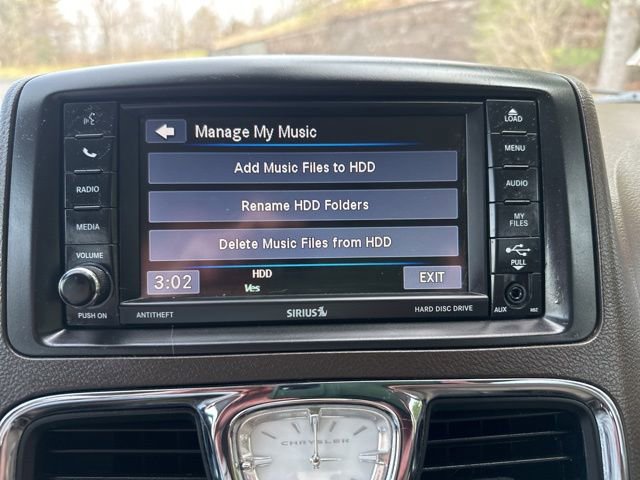 LOAD
Manage My Music
MENU
Add Music Files to HDD
RADIO
AUDIO
Rename HDD Folders
MEDIA
MY
FILES
Delete Music Files from HDD
VOLUME
PULL
3:02
HDD
EXIT
Yes
PUSH ON
ANTITHEFT
SIRIUS
HARD DISC DRIVE
AUX
RBZ
CHRYSLER